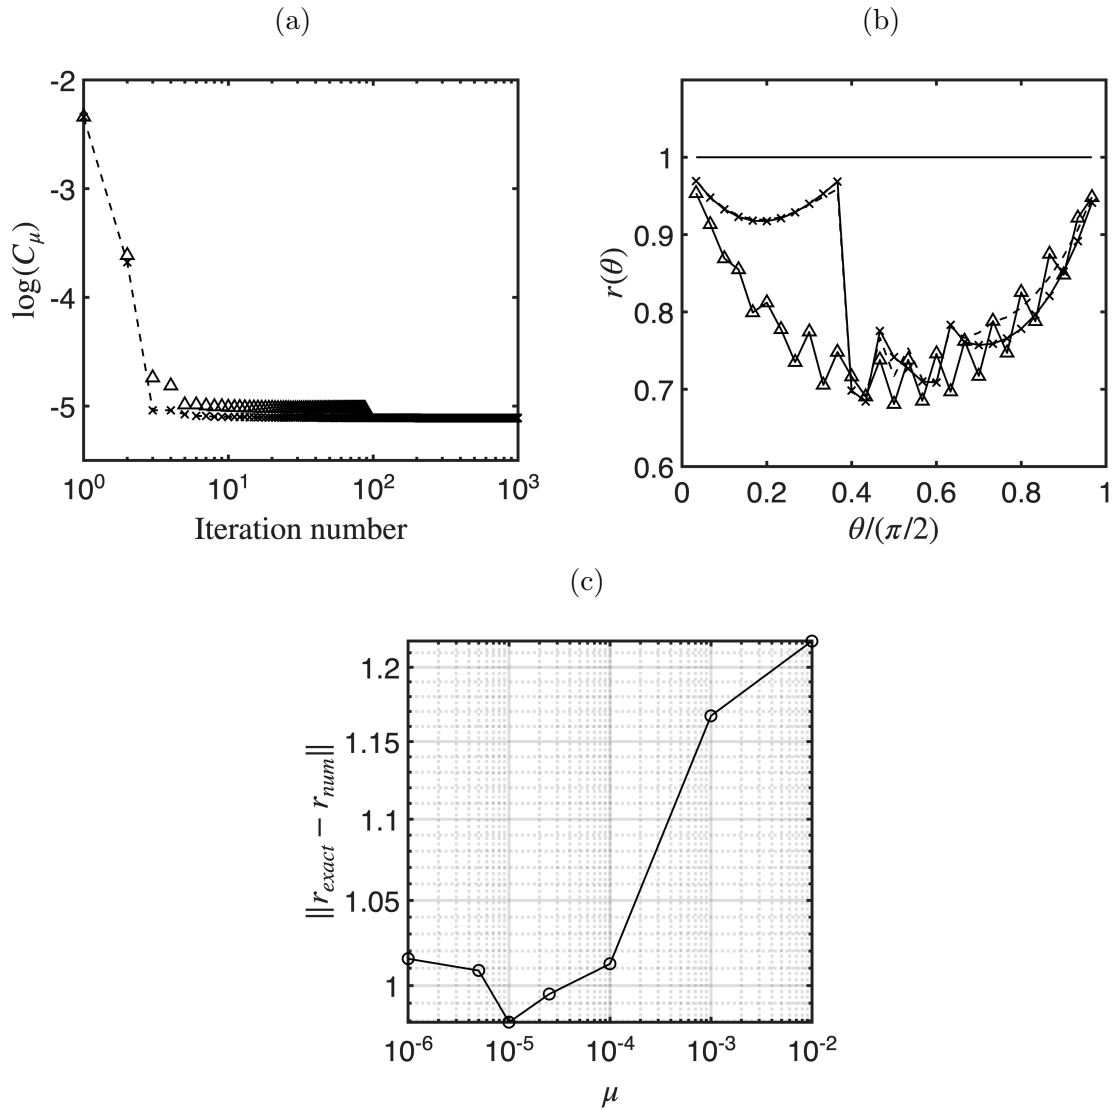 (a)
-2
-3
-4
-5
log(C_μ)
10^0 10^1 10^2 10^3
Iteration number
(b)
1
0.9
0.8
0.7
0.6
r(θ)
0 0.2 0.4 0.6 0.8 1
θ/(π/2)
(c)
1.2
1.15
1.1
1.05
1
||r_exact − r_num||
10^-6 10^-5 10^-4 10^-3 10^-2
μ